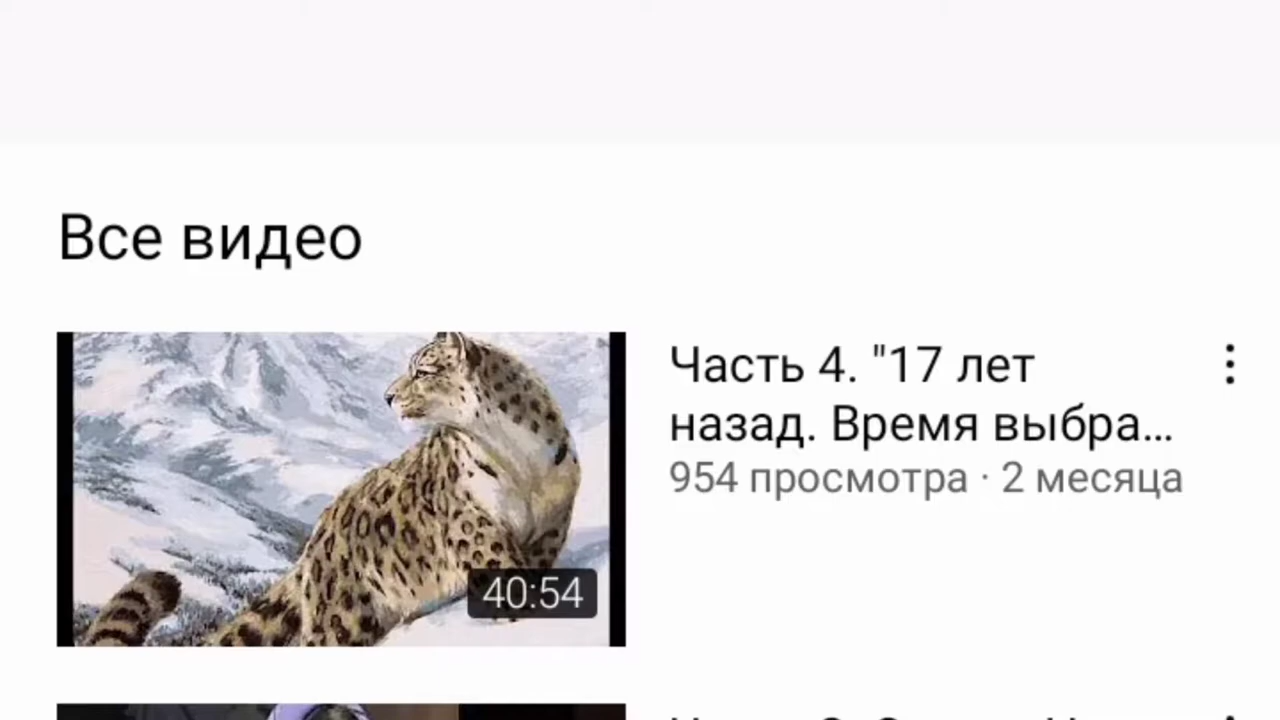 Все видео
Часть 4. "17 лет
назад. Время выбра...
954 просмотра · 2 месяца
40:54